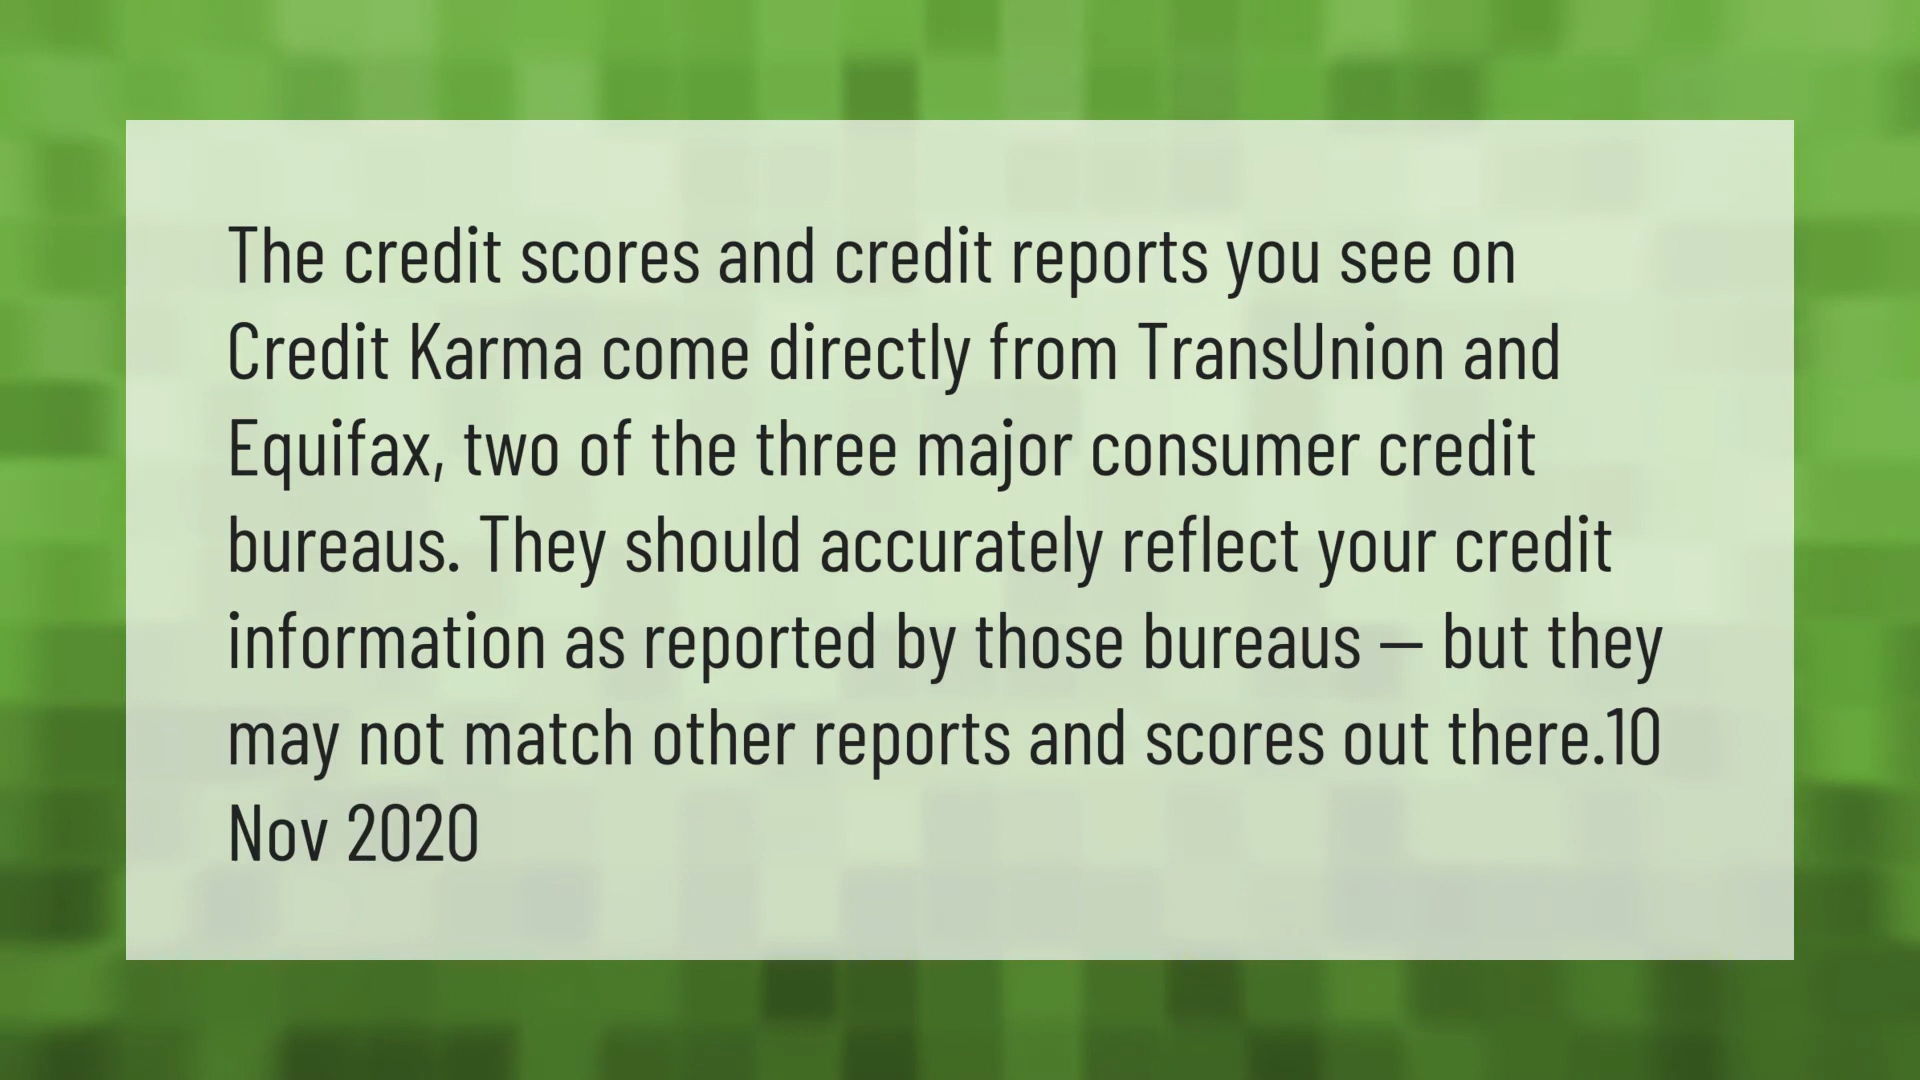 The credit scores and credit reports you see on
Credit Karma come directly from TransUnion and
Equifax, two of the three major consumer credit
bureaus. They should accurately reflect your credit
information as reported by those bureaus — but they
may not match other reports and scores out there.10
Nov 2020